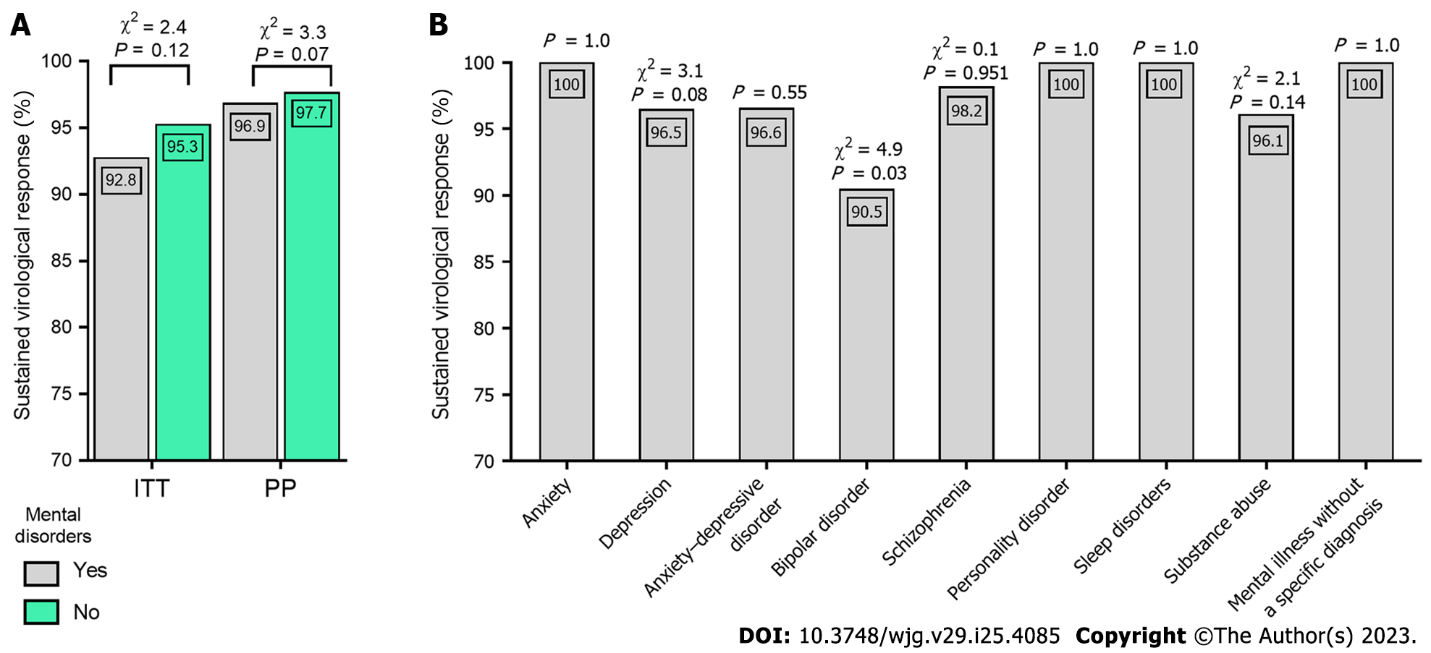 A
χ2 = 2.4
P = 0.12
χ2 = 3.3
P = 0.07
Sustained virological response (%)
100
95
90
85
80
75
70
92.8
95.3
96.9
97.7
ITT
PP
Mental
disorders
Yes
No
B
Sustained virological response (%)
100
95
90
85
80
75
70
P = 1.0
100
χ2 = 3.1
P = 0.08
96.5
P = 0.55
96.6
χ2 = 4.9
P = 0.03
90.5
χ2 = 0.1
P = 0.951
98.2
P = 1.0
100
P = 1.0
100
χ2 = 2.1
P = 0.14
96.1
P = 1.0
100
Anxiety
Depression
Anxiety–depressive
disorder
Bipolar disorder
Schizophrenia
Personality disorder
Sleep disorders
Substance abuse
Mental illness without
a specific diagnosis
DOI: 10.3748/wjg.v29.i25.4085 Copyright ©The Author(s) 2023.